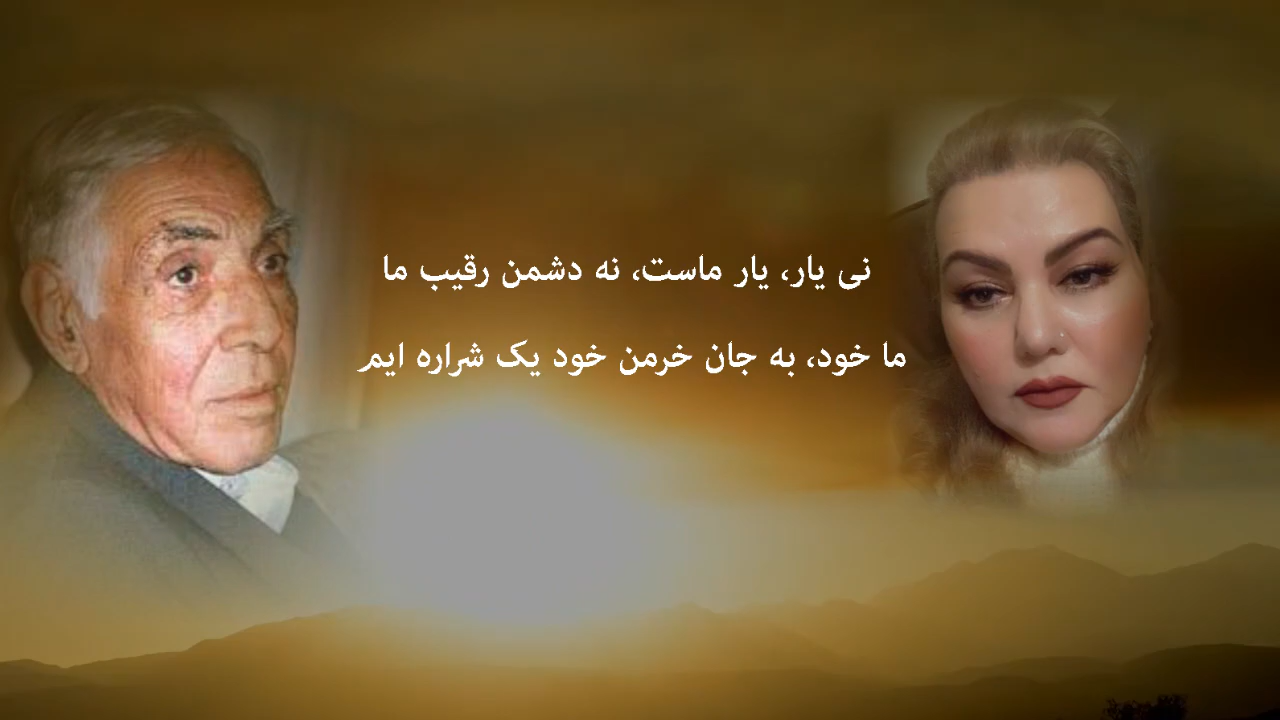 نی یار، یار ماست، نه دشمن رقیب ما
ما خود، به جان خرمن خود یک شراره ایم